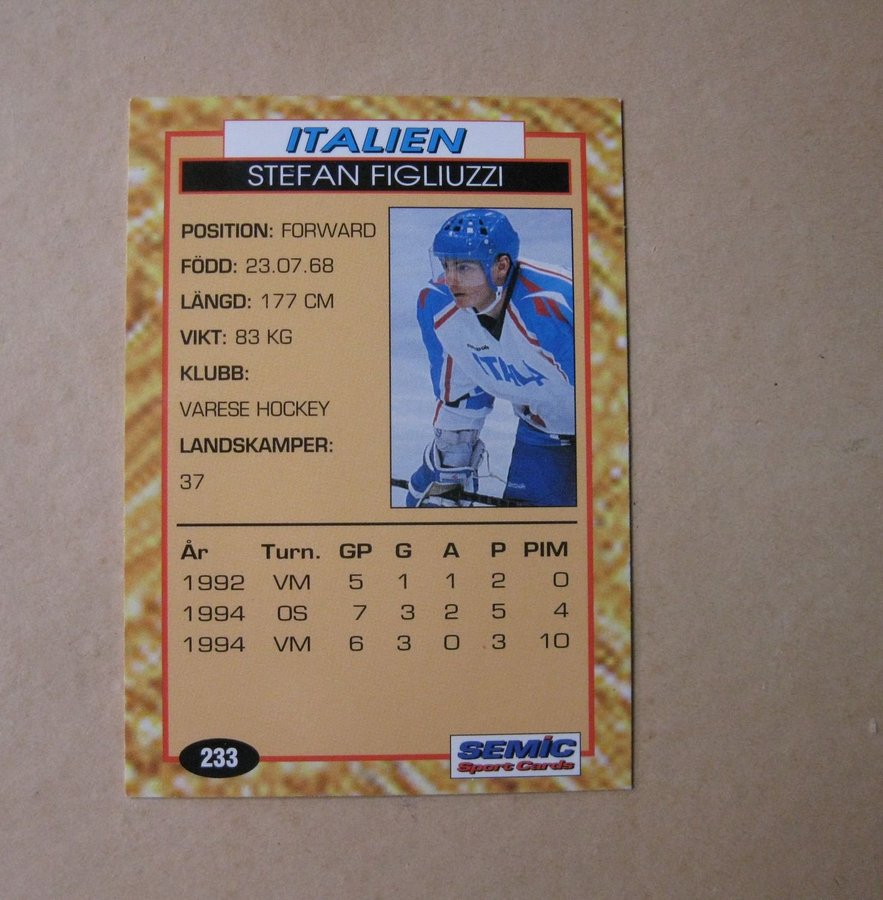 ITALIEN
STEFAN FIGLIUZZI
POSITION: FORWARD
FÖDD: 23.07.68
LÄNGD: 177 CM
VIKT: 83 KG
KLUBB:
VARESE HOCKEY
LANDSKAMPER:
37
ITALI
År Turn. GP G A P PIM
1992 VM 5 1 1 2 0
1994 OS 7 3 2 5 4
1994 VM 6 3 0 3 10
233
SEMIC
Sport Cards